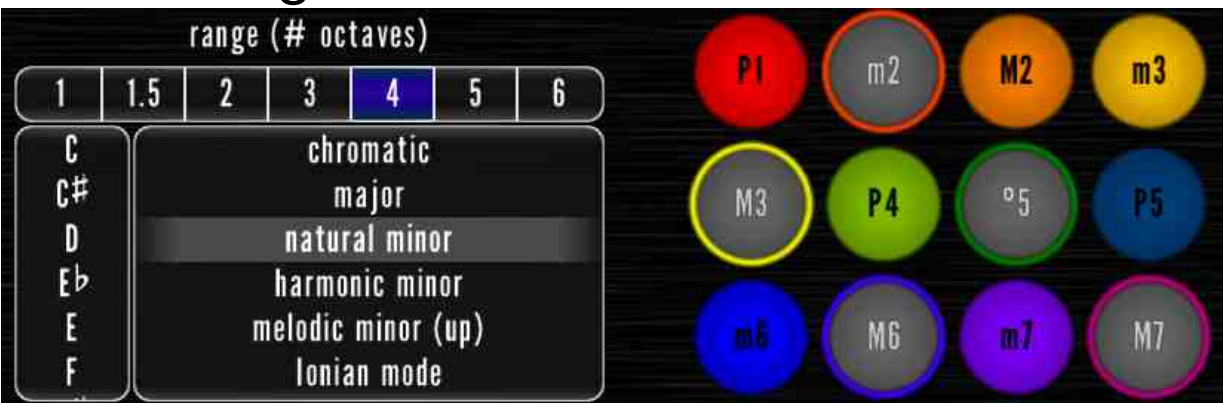 range (# octaves)
1 1.5 2 3 4 5 6
C
C#
D
E♭
E
F
chromatic
major
natural minor
harmonic minor
melodic minor (up)
Ionian mode
P1 m2 M2 m3
M3 P4 °5 P5
m6 M6 m7 M7